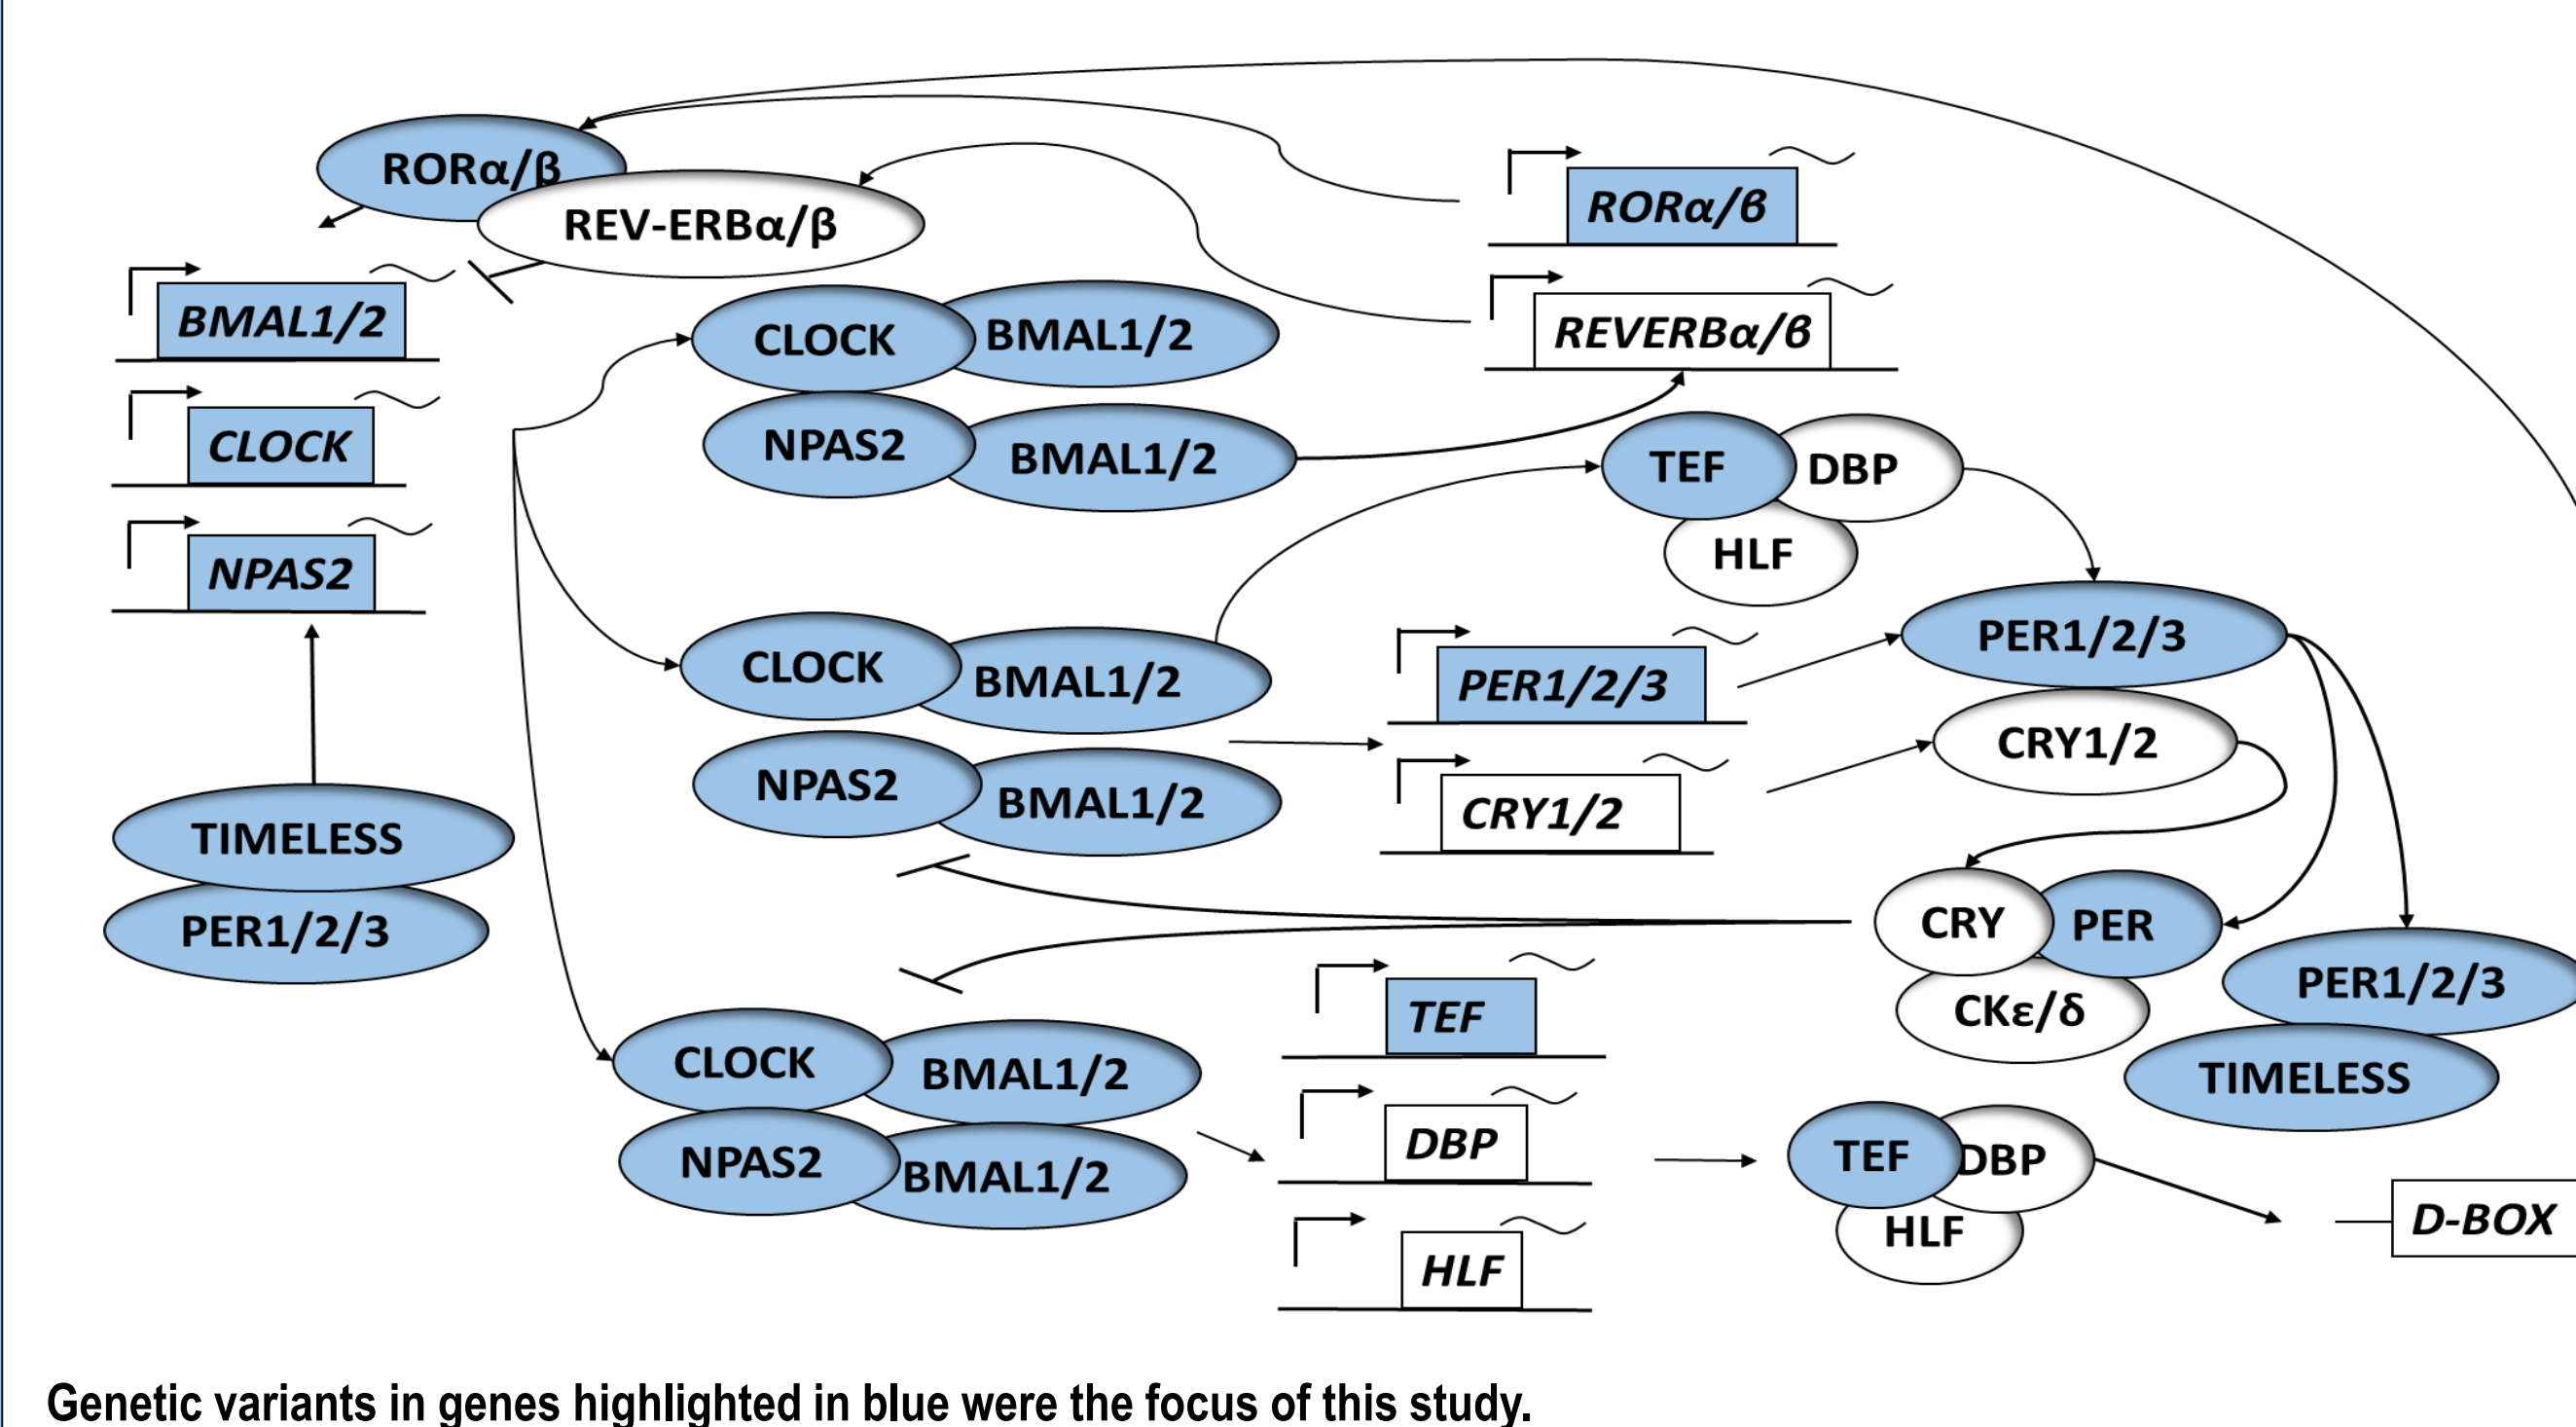 RORα/β
REV-ERBα/β
RORα/β
REVERBα/β
BMAL1/2
CLOCK
NPAS2
CLOCK
BMAL1/2
NPAS2
BMAL1/2
TEF
DBP
HLF
CLOCK
BMAL1/2
NPAS2
BMAL1/2
PER1/2/3
CRY1/2
PER1/2/3
CRY1/2
TIMELESS
PER1/2/3
CRY
PER
CKε/δ
PER1/2/3
TIMELESS
CLOCK
BMAL1/2
NPAS2
BMAL1/2
TEF
DBP
HLF
TEF
DBP
HLF
D-BOX
Genetic variants in genes highlighted in blue were the focus of this study.